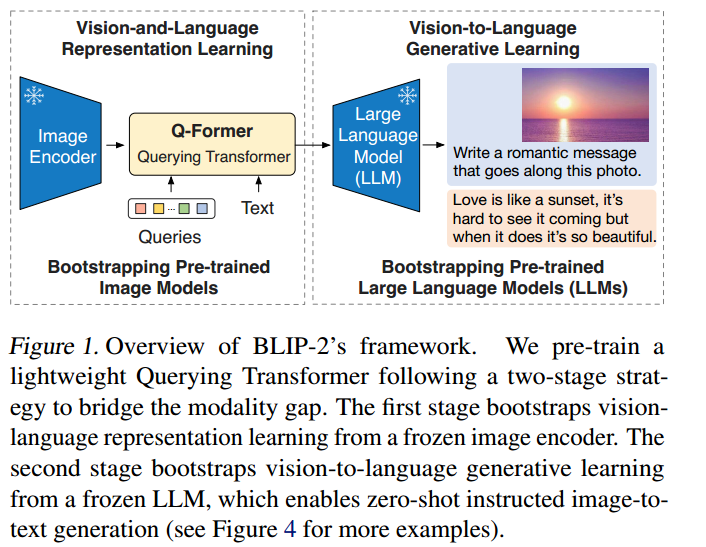 Vision-and-Language
Representation Learning
Vision-to-Language
Generative Learning
Image
Encoder
Q-Former
Querying Transformer
Queries
Text
Bootstrapping Pre-trained
Image Models
Large
Language
Model
(LLM)
Write a romantic message
that goes along this photo.
Love is like a sunset, it's
hard to see it coming but
when it does it's so beautiful.
Bootstrapping Pre-trained
Large Language Models (LLMs)
Figure 1. Overview of BLIP-2's framework. We pre-train a
lightweight Querying Transformer following a two-stage strat-
egy to bridge the modality gap. The first stage bootstraps vision-
language representation learning from a frozen image encoder. The
second stage bootstraps vision-to-language generative learning
from a frozen LLM, which enables zero-shot instructed image-to-
text generation (see Figure 4 for more examples).